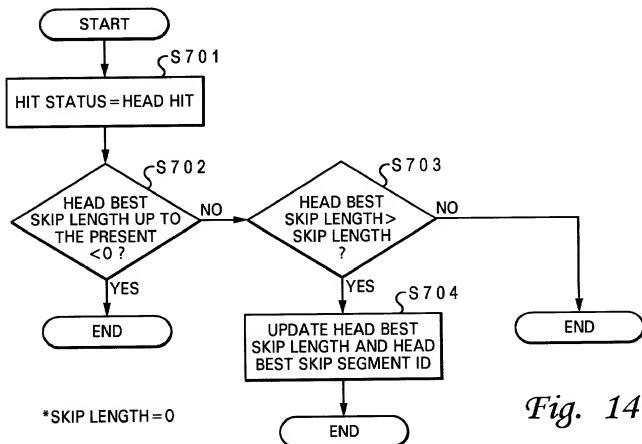 START
S701
HIT STATUS=HEAD HIT
S702
HEAD BEST
SKIP LENGTH UP TO
THE PRESENT
<0 ?
NO
YES
END
S703
HEAD BEST
SKIP LENGTH>
SKIP LENGTH
?
NO
YES
END
S704
UPDATE HEAD BEST
SKIP LENGTH AND HEAD
BEST SKIP SEGMENT ID
END
*SKIP LENGTH=0
Fig. 14